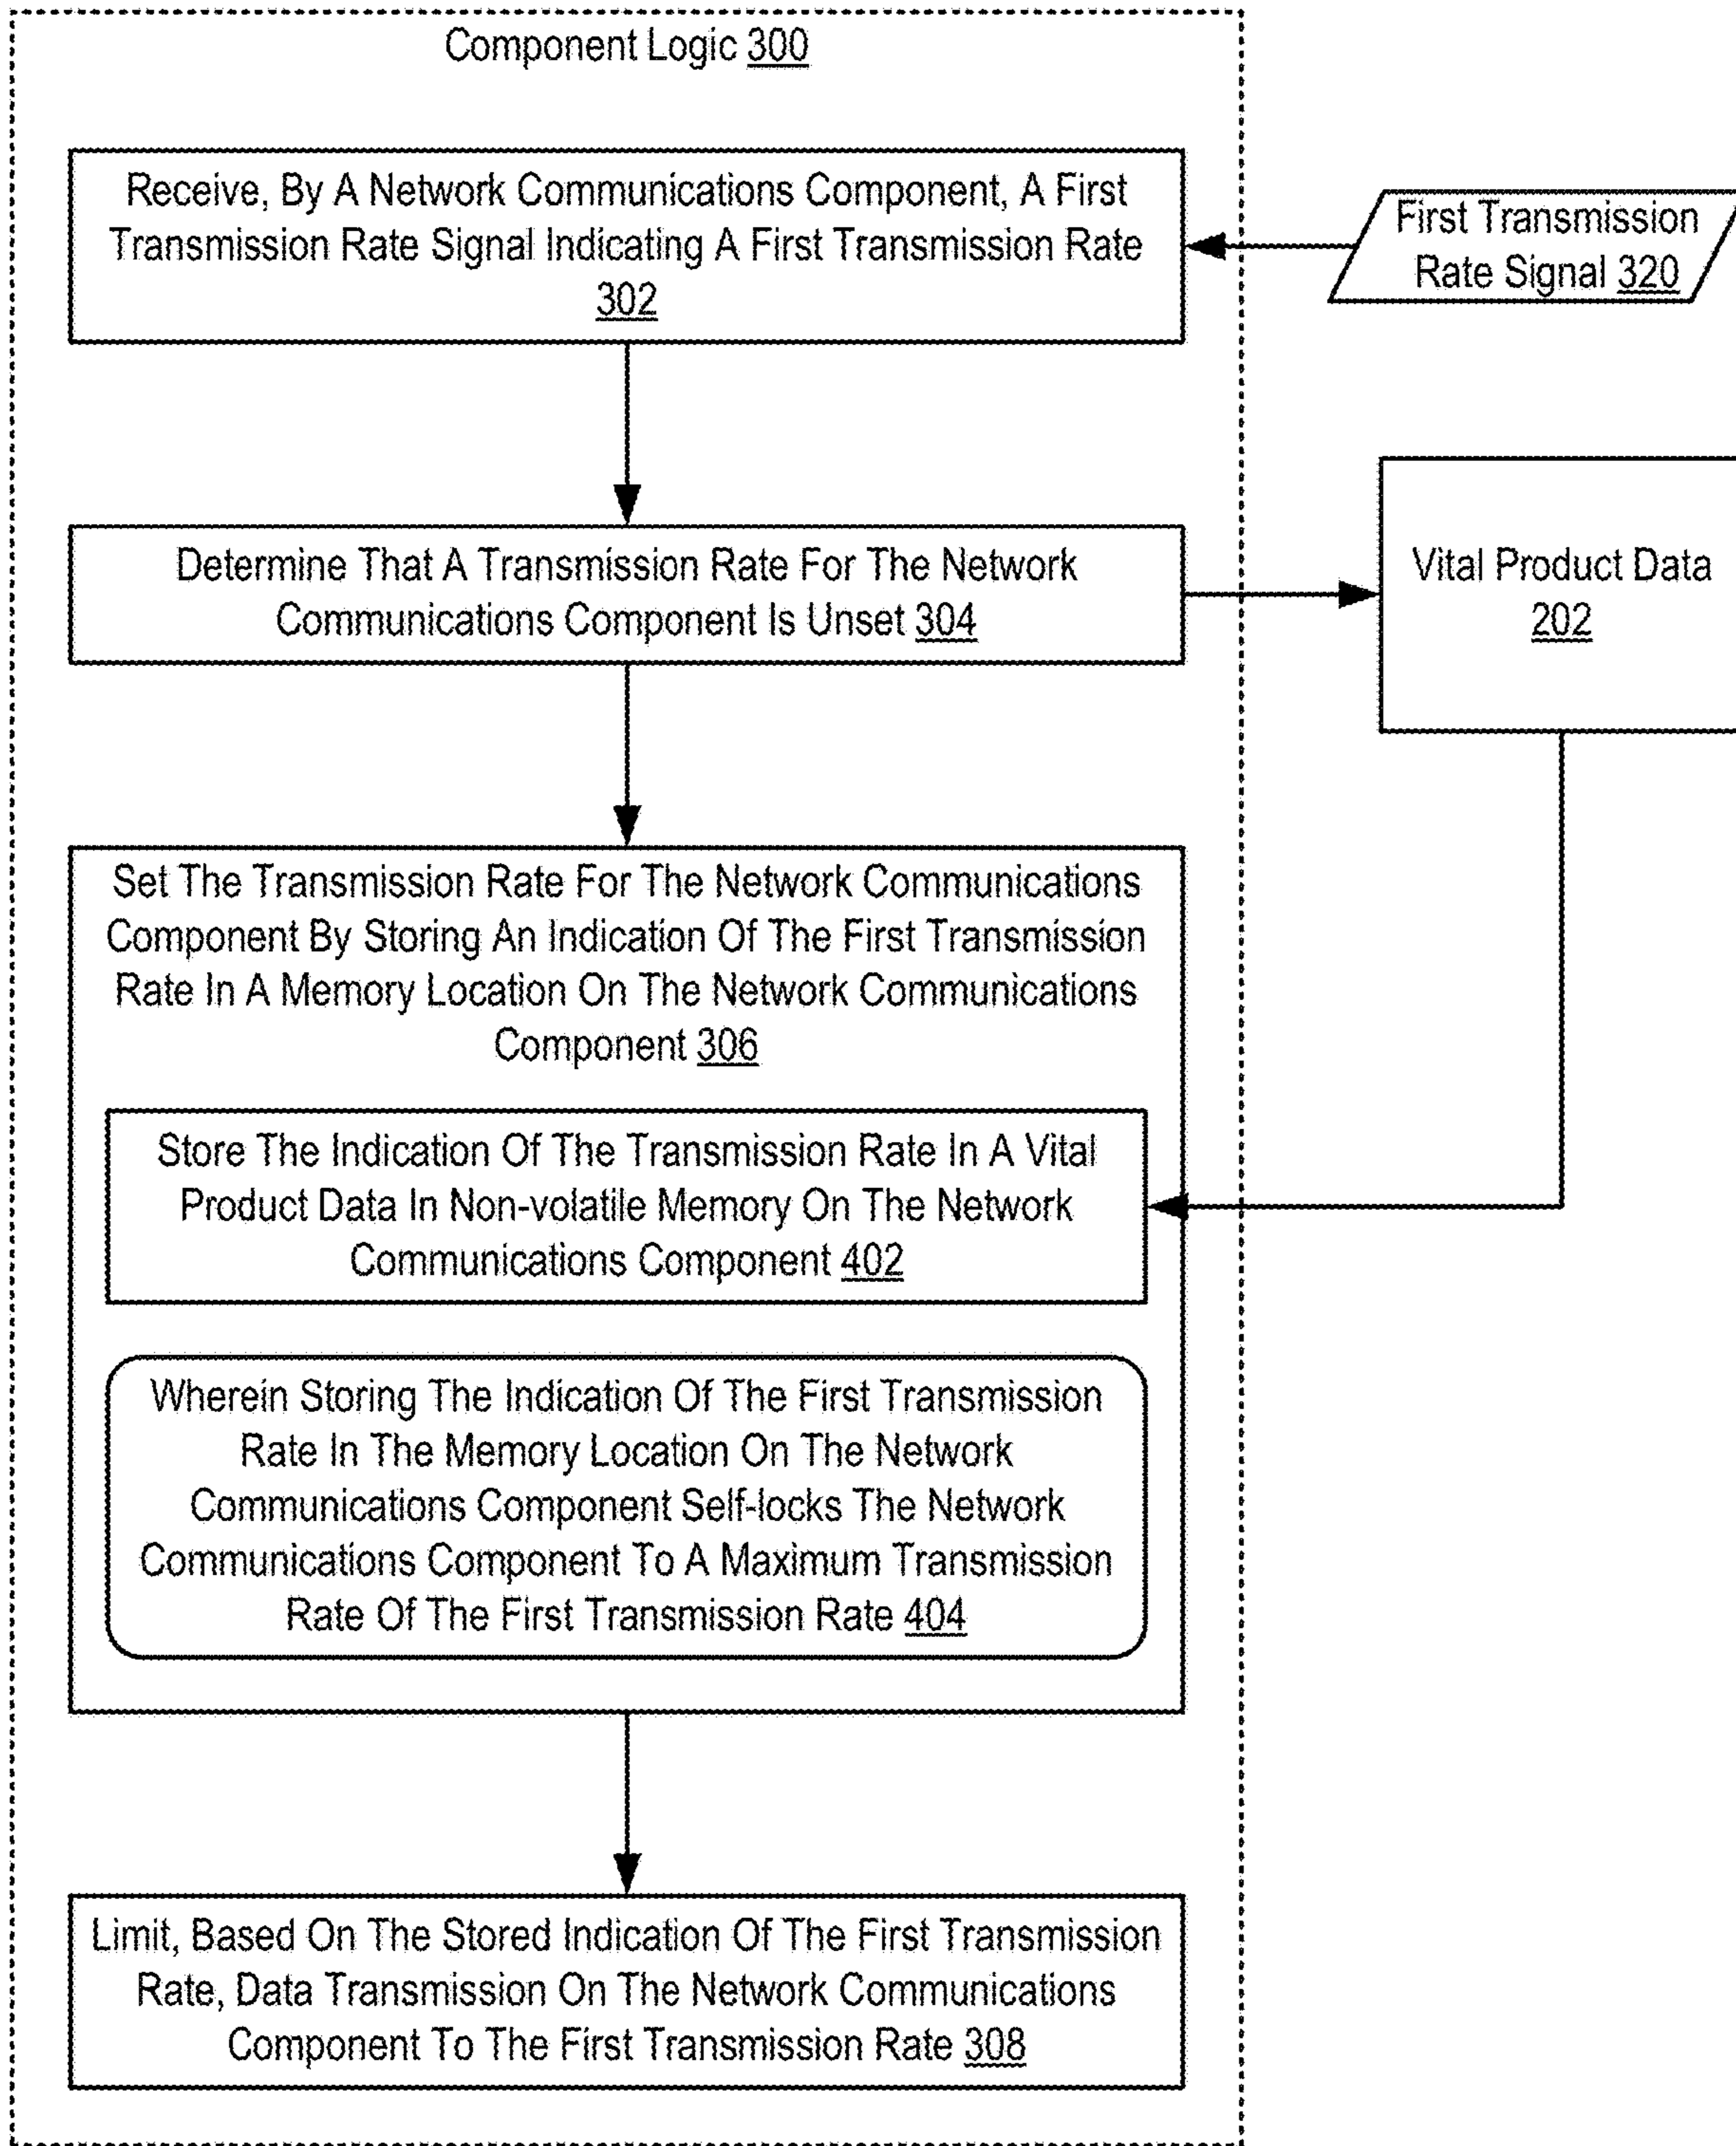 Component Logic 300
Receive, By A Network Communications Component, A First
Transmission Rate Signal Indicating A First Transmission Rate
302
First Transmission
Rate Signal 320
Determine That A Transmission Rate For The Network
Communications Component Is Unset 304
Vital Product Data
202
Set The Transmission Rate For The Network Communications
Component By Storing An Indication Of The First Transmission
Rate In A Memory Location On The Network Communications
Component 306
Store The Indication Of The Transmission Rate In A Vital
Product Data In Non-volatile Memory On The Network
Communications Component 402
Wherein Storing The Indication Of The First Transmission
Rate In The Memory Location On The Network
Communications Component Self-locks The Network
Communications Component To A Maximum Transmission
Rate Of The First Transmission Rate 404
Limit, Based On The Stored Indication Of The First Transmission
Rate, Data Transmission On The Network Communications
Component To The First Transmission Rate 308